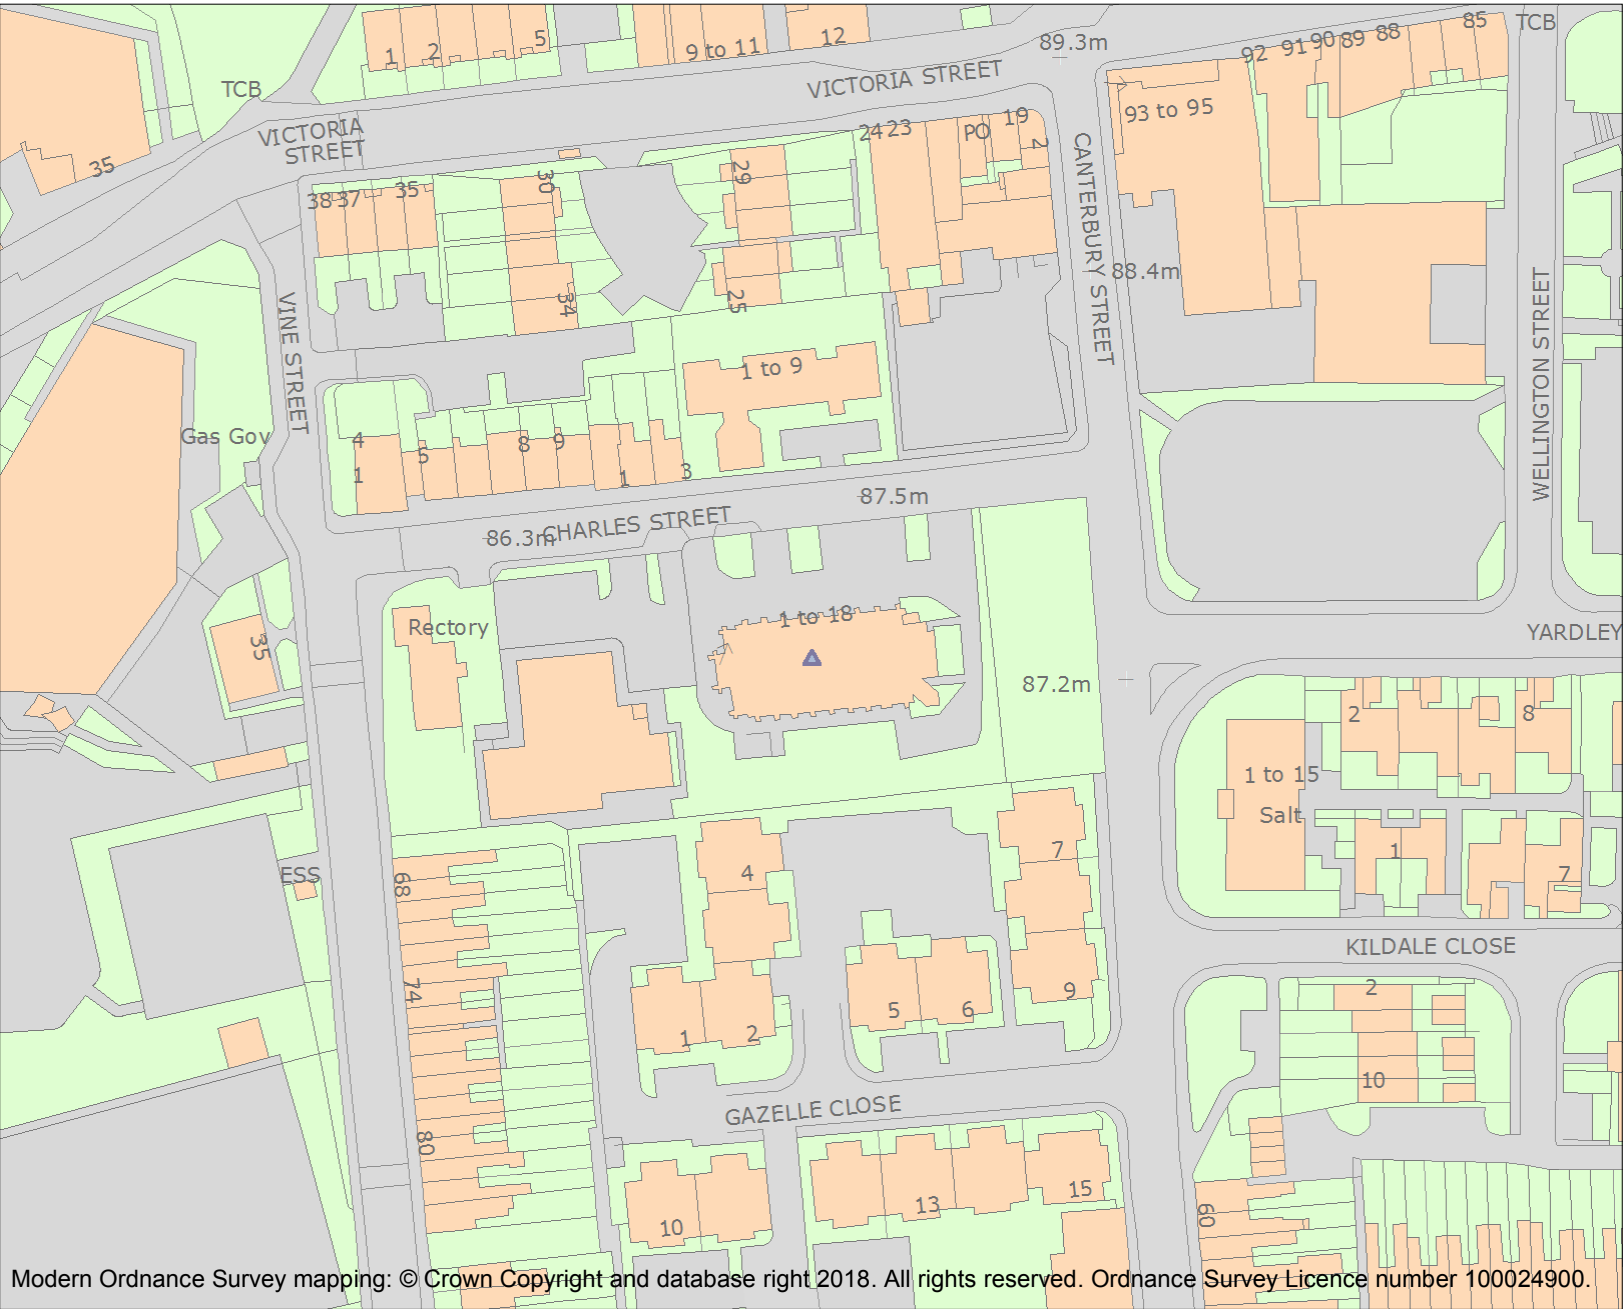 1
2
5
9 to 11
12
89.3m
TCB
85
88
89
90
91
92
TCB
VICTORIA STREET
VICTORIA
STREET
93 to 95
35
24
23
PO
19
2
CANTERBURY STREET
29
30
38
37
35
88.4m
25
34
VINE STREET
WELLINGTON STREET
1 to 9
Gas Gov
4
5
8
9
1
1
3
87.5m
CHARLES STREET
86.3m
1 to 18
Rectory
35
YARDLEY
87.2m
2
8
1 to 15
Salt
1
7
7
4
ESS
68
KILDALE CLOSE
74
2
9
5
6
1
2
10
GAZELLE CLOSE
80
15
13
10
60
Modern Ordnance Survey mapping: © Crown Copyright and database right 2018. All rights reserved. Ordnance Survey Licence number 100024900.